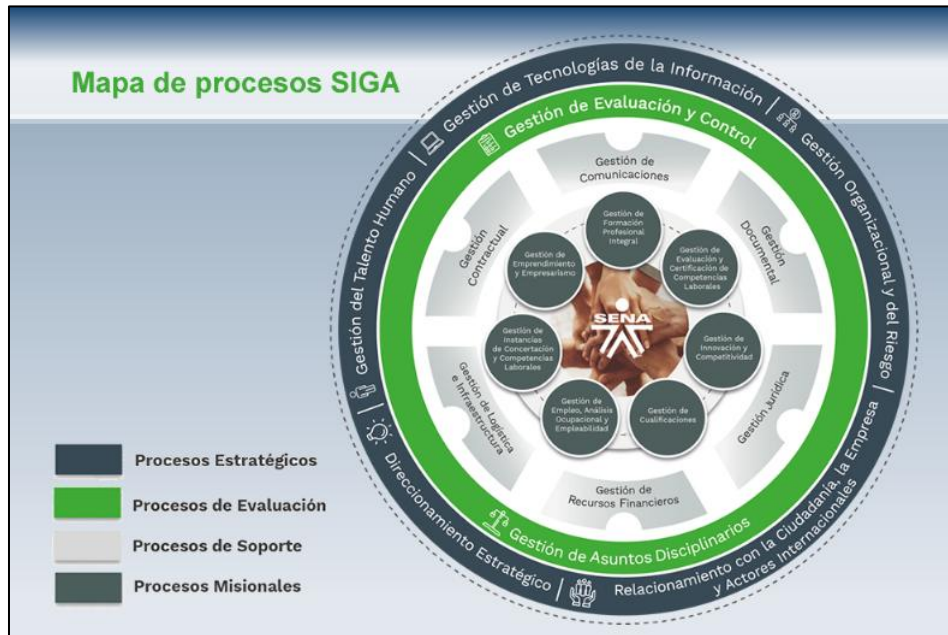 Mapa de procesos SIGA
Gestión de Tecnologías de la Información
Gestión Organizacional y del Riesgo
Relacionamiento con la Ciudadanía, la Empresa
y Actores Internacionales
Direccionamiento Estratégico
Gestión del Talento Humano
Gestión de Evaluación y Control
Gestión de Asuntos Disciplinarios
Gestión de
Comunicaciones
Gestión
Documental
Gestión Jurídica
Gestión de
Recursos Financieros
Gestión de Logística
e Infraestructura
Gestión
Contractual
Gestión de
Formación
Profesional
Integral
Gestión de
Evaluación y
Certificación de
Competencias
Laborales
Gestión de
Innovación y
Competitividad
Gestión de
Cualificaciones
Gestión de
Empleo, Análisis
Ocupacional y
Empleabilidad
Gestión de
Instancias
de Concertación
y Competencias
Laborales
Gestión de
Emprendimiento
y Empresarismo
SENA
Procesos Estratégicos
Procesos de Evaluación
Procesos de Soporte
Procesos Misionales